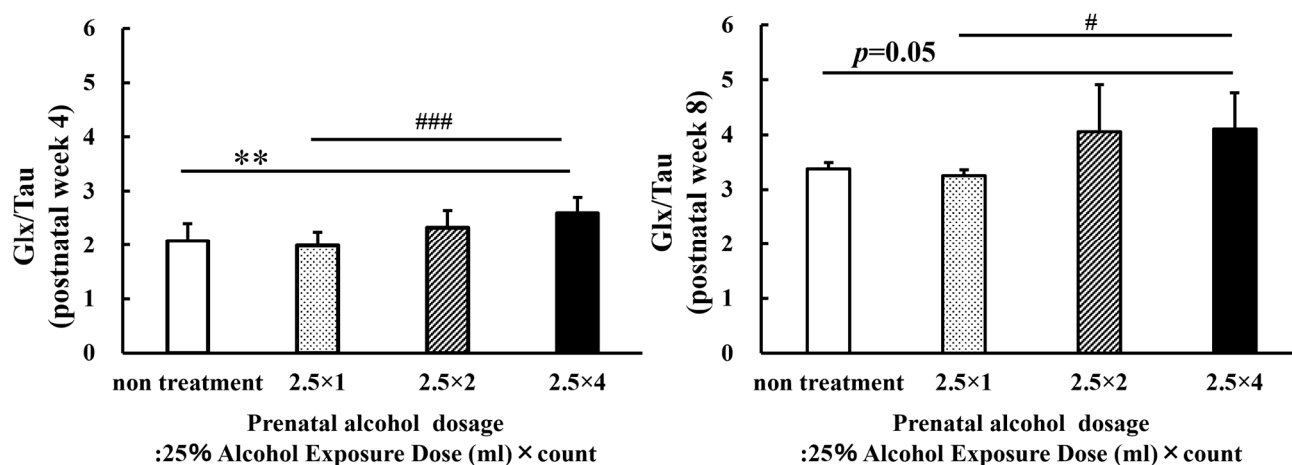 Glx/Tau
(postnatal week 4)
6
5
4
3
2
1
0
###
**
non treatment 2.5×1 2.5×2 2.5×4
Prenatal alcohol dosage
:25% Alcohol Exposure Dose (ml)×count
Glx/Tau
(postnatal week 8)
6
5
4
3
2
1
0
#
p=0.05
non treatment 2.5×1 2.5×2 2.5×4
Prenatal alcohol dosage
:25% Alcohol Exposure Dose (ml)×count